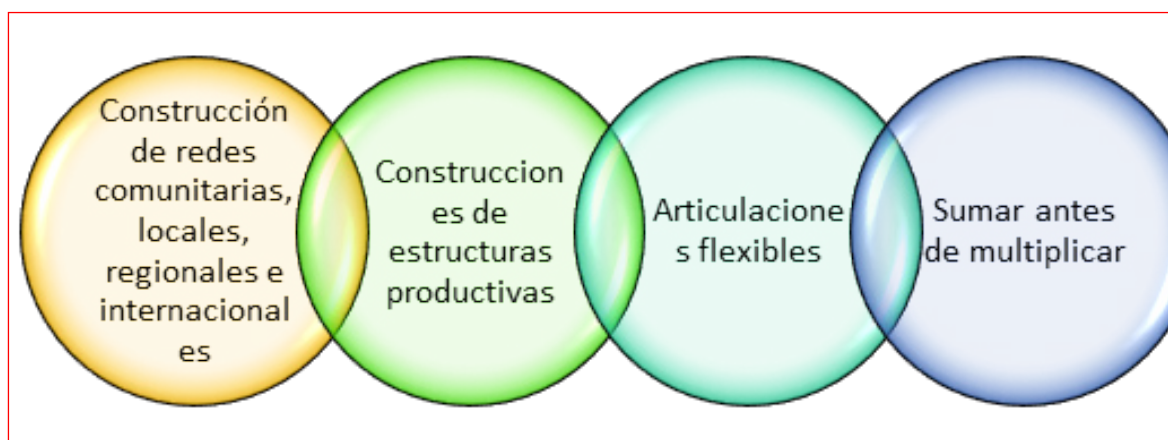 Construcción
de redes
comunitarias,
locales,
regionales e
internacional
es
Construccion
es de
estructuras
productivas
Articulacione
s flexibles
Sumar antes
de multiplicar